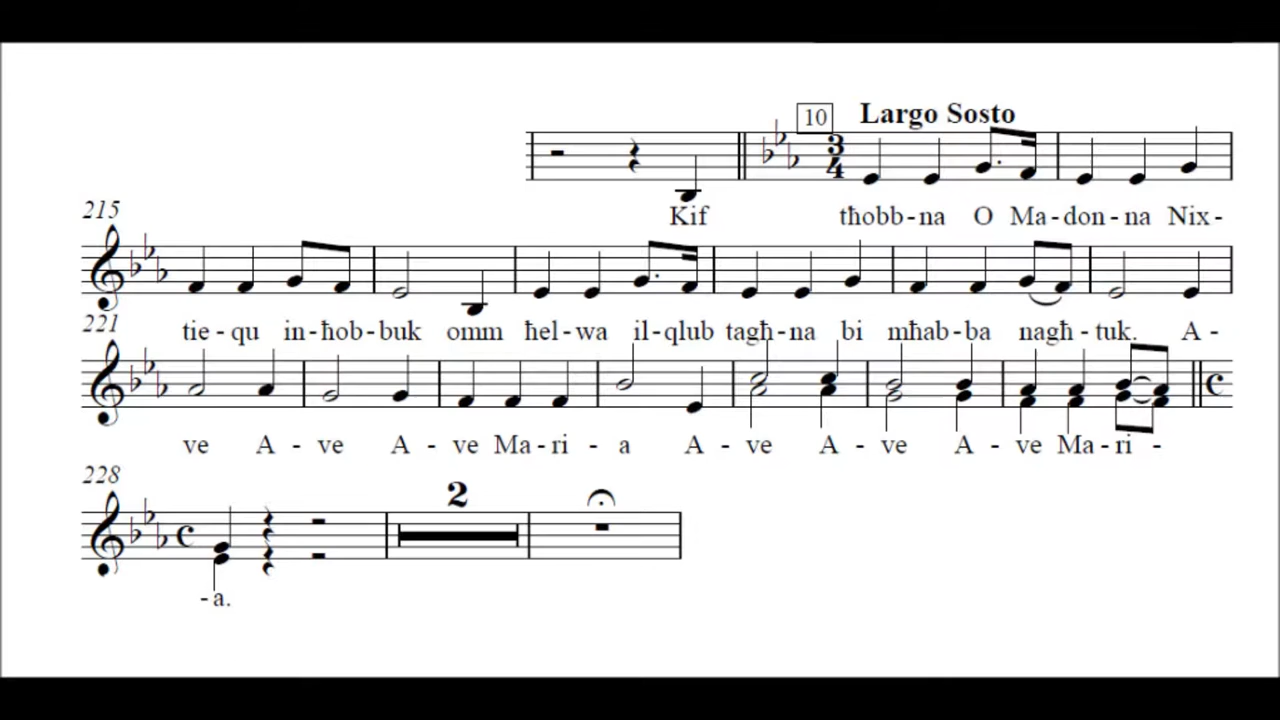 10 Largo Sosto
3
4
Kif tħobb - na O Ma - don - na Nix -
215
tie - qu in - ħob - buk omm ħel - wa il - qlub tagħ - na bi mħab - ba nagħ - tuk. A -
221
ve A - ve A - ve Ma - ri - a A - ve A - ve A - ve Ma - ri -
228
2
- a.